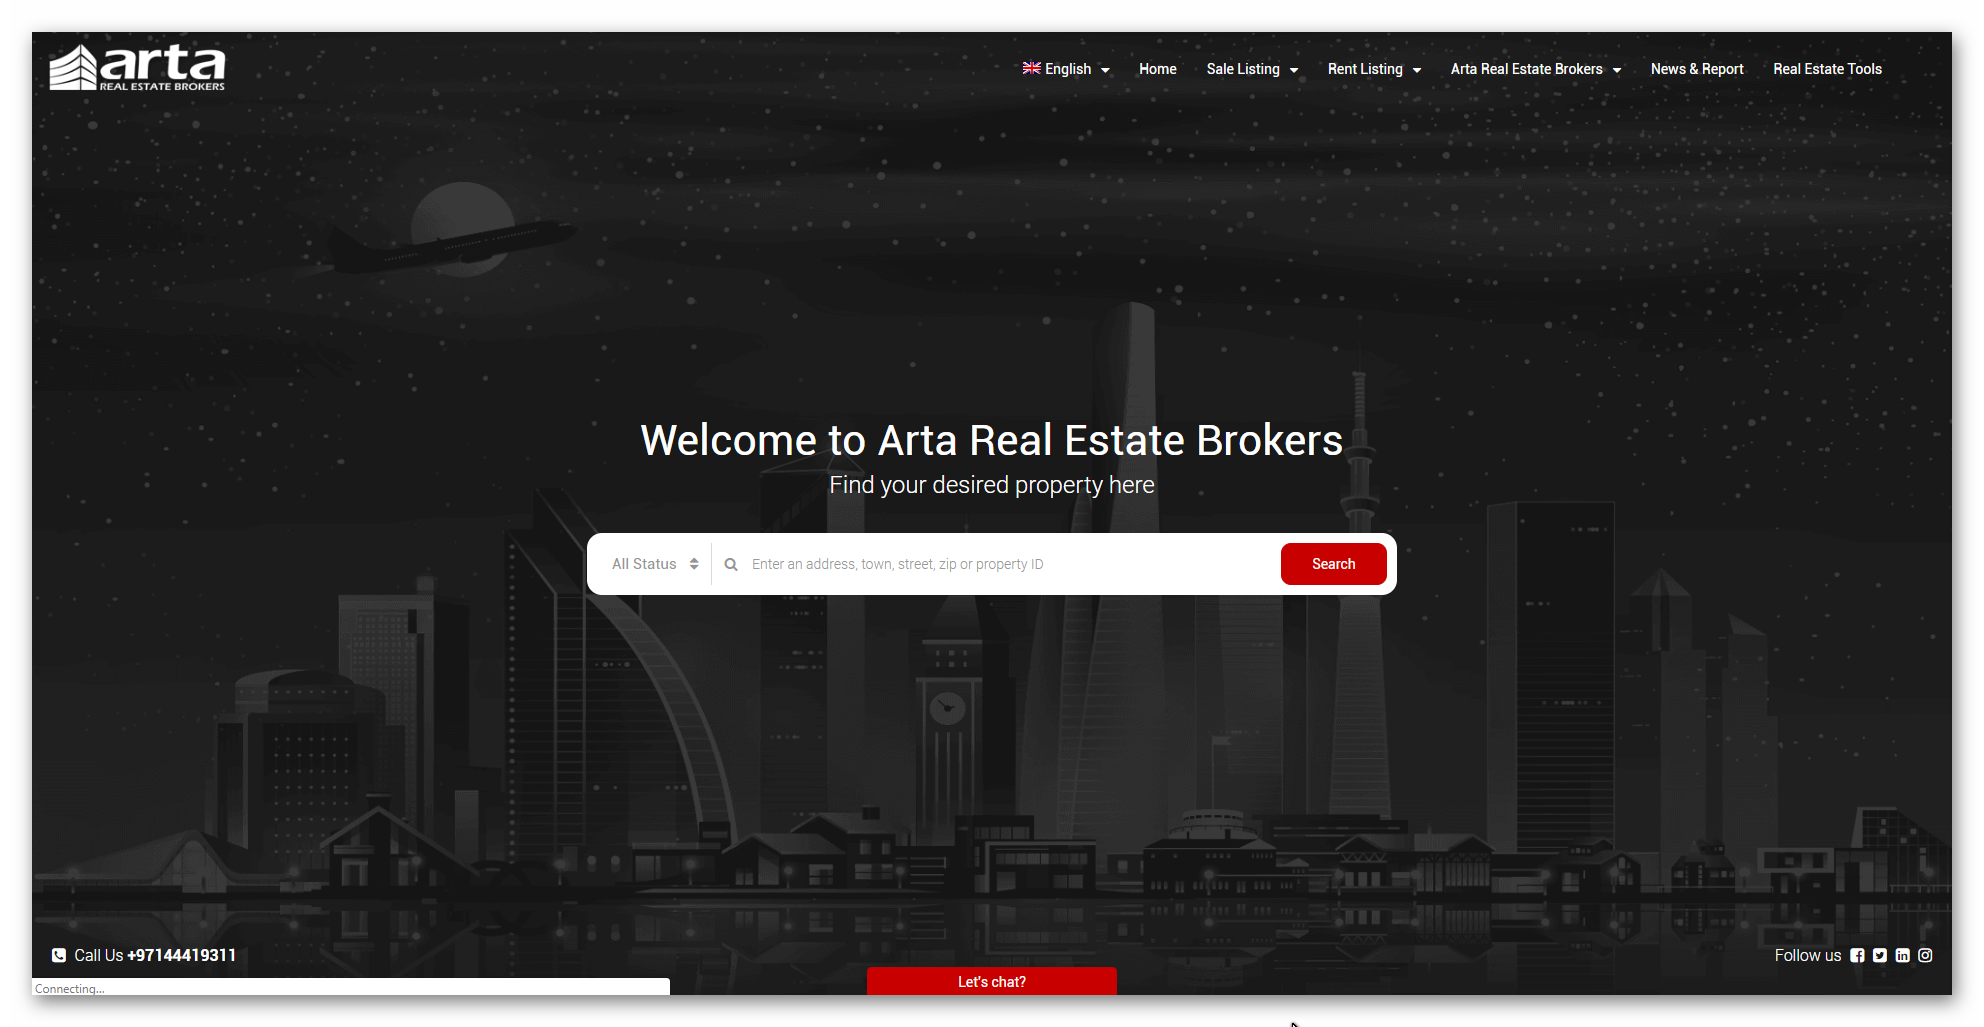 arta
REAL ESTATE BROKERS
English Home Sale Listing Rent Listing Arta Real Estate Brokers News & Report Real Estate Tools
Welcome to Arta Real Estate Brokers
Find your desired property here
All Status Enter an address, town, street, zip or property ID Search
Call Us +97144419311
Follow us
Let's chat?
Connecting...